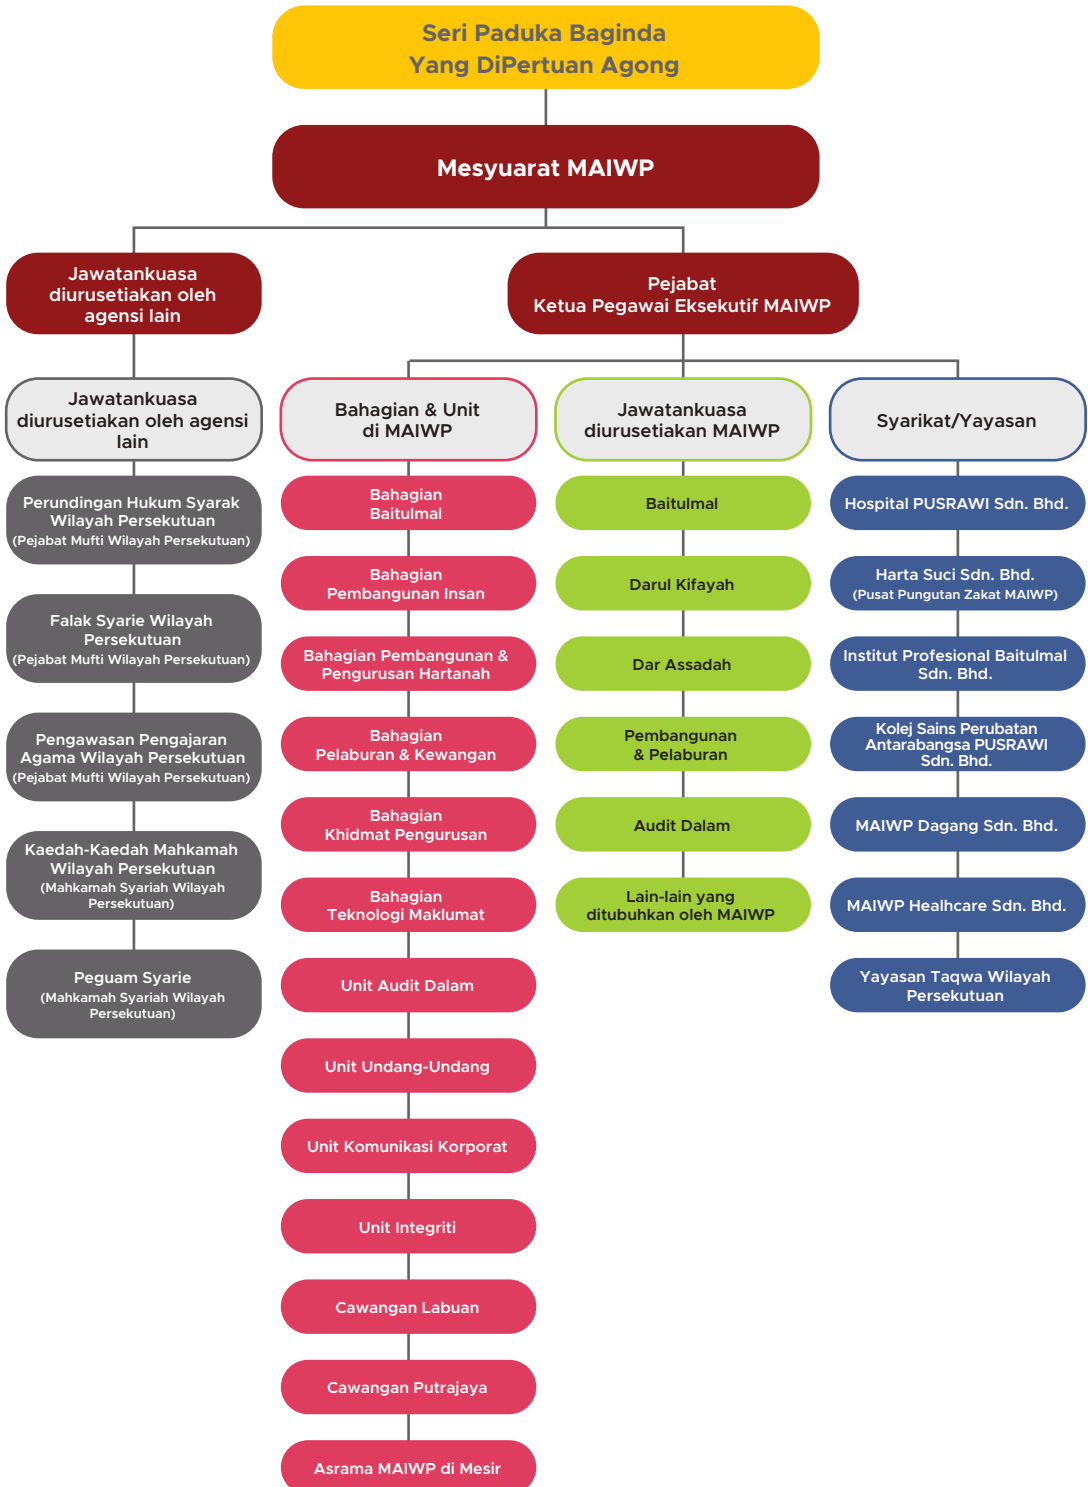 Seri Paduka Baginda
Yang DiPertuan Agong
Mesyuarat MAIWP
Jawatankuasa
diurusetiakan oleh
agensi lain
Pejabat
Ketua Pegawai Eksekutif MAIWP
Jawatankuasa
diurusetiakan oleh agensi
lain
Perundingan Hukum Syarak
Wilayah Persekutuan
(Pejabat Mufti Wilayah Persekutuan)
Falak Syarie Wilayah
Persekutuan
(Pejabat Mufti Wilayah Persekutuan)
Pengawasan Pengajaran
Agama Wilayah Persekutuan
(Pejabat Mufti Wilayah Persekutuan)
Kaedah-Kaedah Mahkamah
Wilayah Persekutuan
(Mahkamah Syariah Wilayah
Persekutuan)
Peguam Syarie
(Mahkamah Syariah Wilayah
Persekutuan)
Bahagian & Unit
di MAIWP
Bahagian
Baitulmal
Bahagian
Pembangunan Insan
Bahagian Pembangunan &
Pengurusan Hartanah
Bahagian
Pelaburan & Kewangan
Bahagian
Khidmat Pengurusan
Bahagian
Teknologi Maklumat
Unit Audit Dalam
Unit Undang-Undang
Unit Komunikasi Korporat
Unit Integriti
Cawangan Labuan
Cawangan Putrajaya
Asrama MAIWP di Mesir
Jawatankuasa
diurusetiakan MAIWP
Baitulmal
Darul Kifayah
Dar Assadah
Pembangunan
& Pelaburan
Audit Dalam
Lain-lain yang
ditubuhkan oleh MAIWP
Syarikat/Yayasan
Hospital PUSRAWI Sdn. Bhd.
Harta Suci Sdn. Bhd.
(Pusat Pungutan Zakat MAIWP)
Institut Profesional Baitulmal
Sdn. Bhd.
Kolej Sains Perubatan
Antarabangsa PUSRAWI
Sdn. Bhd.
MAIWP Dagang Sdn. Bhd.
MAIWP Healhcare Sdn. Bhd.
Yayasan Taqwa Wilayah
Persekutuan